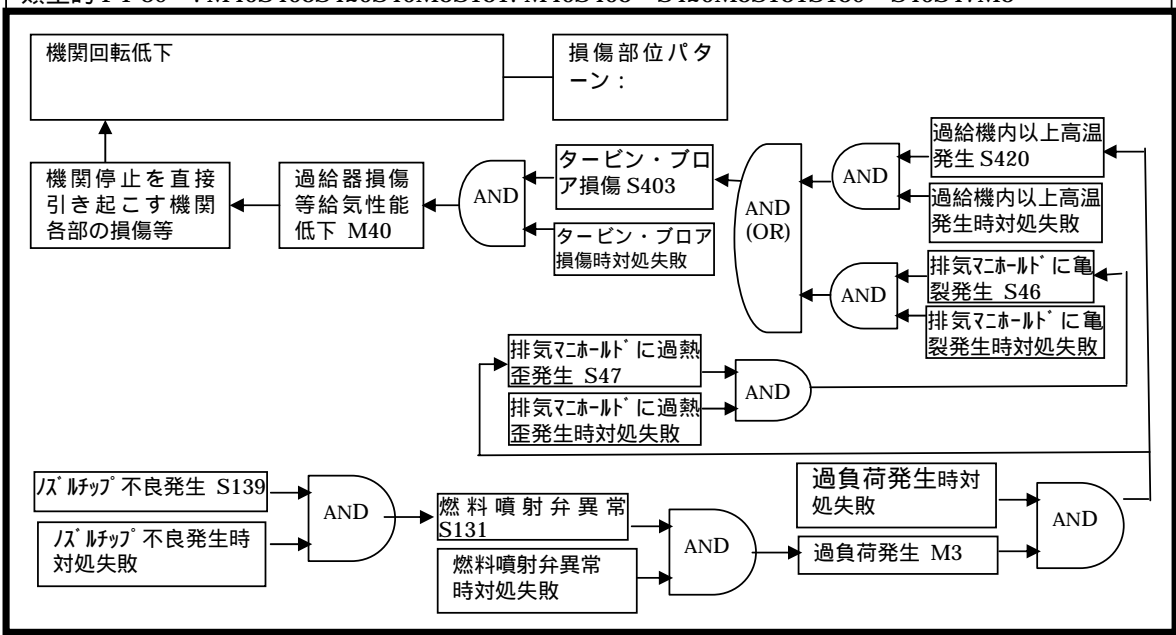 機関回転低下
損傷部位パタ
ーン：
機関停止を直接
引き起こす機関
各部の損傷等
過給器損傷
等給気性能
低下 M40
AND
タービン・ブロ
ア損傷 S403
タービン・ブロア
損傷時対処失敗
AND
(OR)
AND
過給機内以上高温
発生 S420
過給機内以上高温
発生時対処失敗
AND
排気ﾏﾆﾎｰﾙﾄﾞに亀
裂発生 S46
排気ﾏﾆﾎｰﾙﾄﾞに亀
裂発生時対処失敗
排気ﾏﾆﾎｰﾙﾄﾞに過熱
歪発生 S47
排気ﾏﾆﾎｰﾙﾄﾞに過熱
歪発生時対処失敗
AND
ﾉｽﾞﾙﾁｯﾌﾟ不良発生 S139
ﾉｽﾞﾙﾁｯﾌﾟ不良発生時
対処失敗
AND
燃料噴射弁異常
S131
燃料噴射弁異常
時対処失敗
AND
過負荷発生時対
処失敗
過負荷発生 M3
AND